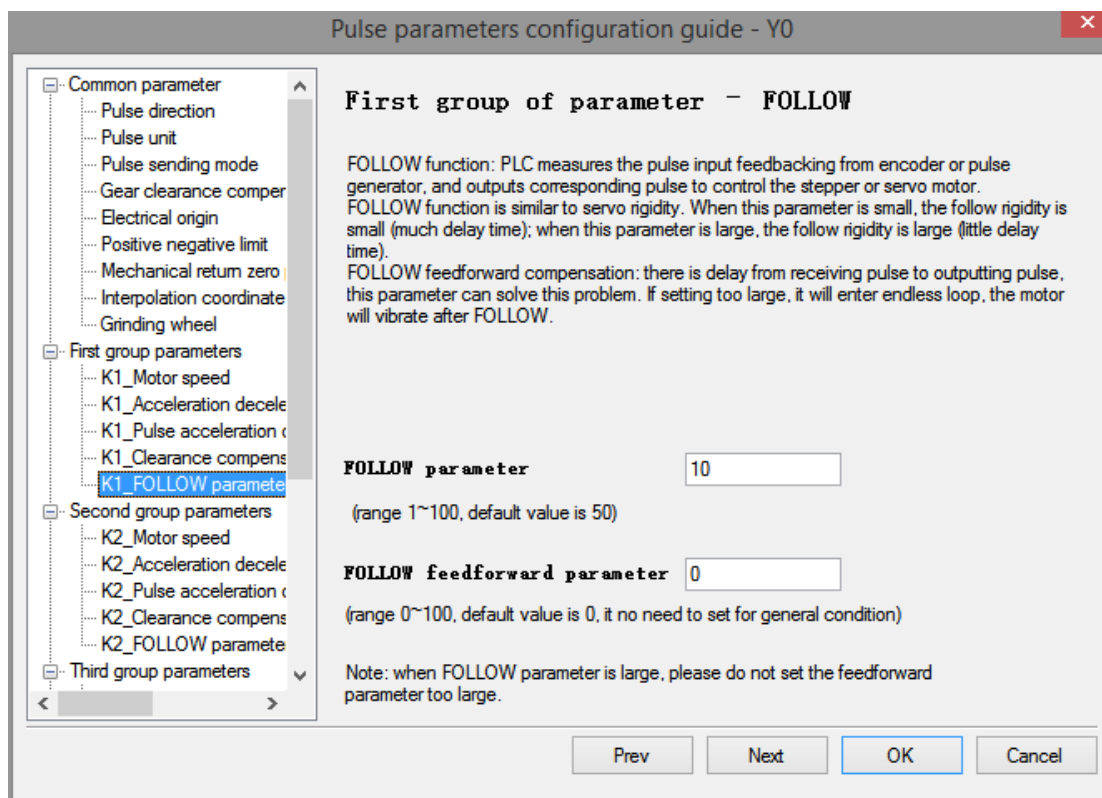 Pulse parameters configuration guide - Y0
Common parameter
Pulse direction
Pulse unit
Pulse sending mode
Gear clearance comper
Electrical origin
Positive negative limit
Mechanical return zero
Interpolation coordinate
Grinding wheel
First group parameters
K1_Motor speed
K1_Acceleration decele
K1_Pulse acceleration
K1_Clearance compens
K1_FOLLOW paramete
Second group parameters
K2_Motor speed
K2_Acceleration decele
K2_Pulse acceleration
K2_Clearance compens
K2_FOLLOW paramete
Third group parameters
First group of parameter - FOLLOW
FOLLOW function: PLC measures the pulse input feedbacking from encoder or pulse
generator, and outputs corresponding pulse to control the stepper or servo motor.
FOLLOW function is similar to servo rigidity. When this parameter is small, the follow rigidity is
small (much delay time); when this parameter is large, the follow rigidity is large (little delay
time).
FOLLOW feedforward compensation: there is delay from receiving pulse to outputting pulse,
this parameter can solve this problem. If setting too large, it will enter endless loop, the motor
will vibrate after FOLLOW.
FOLLOW parameter 10
(range 1~100, default value is 50)
FOLLOW feedforward parameter 0
(range 0~100, default value is 0, it no need to set for general condition)
Note: when FOLLOW parameter is large, please do not set the feedforward
parameter too large.
Prev Next OK Cancel